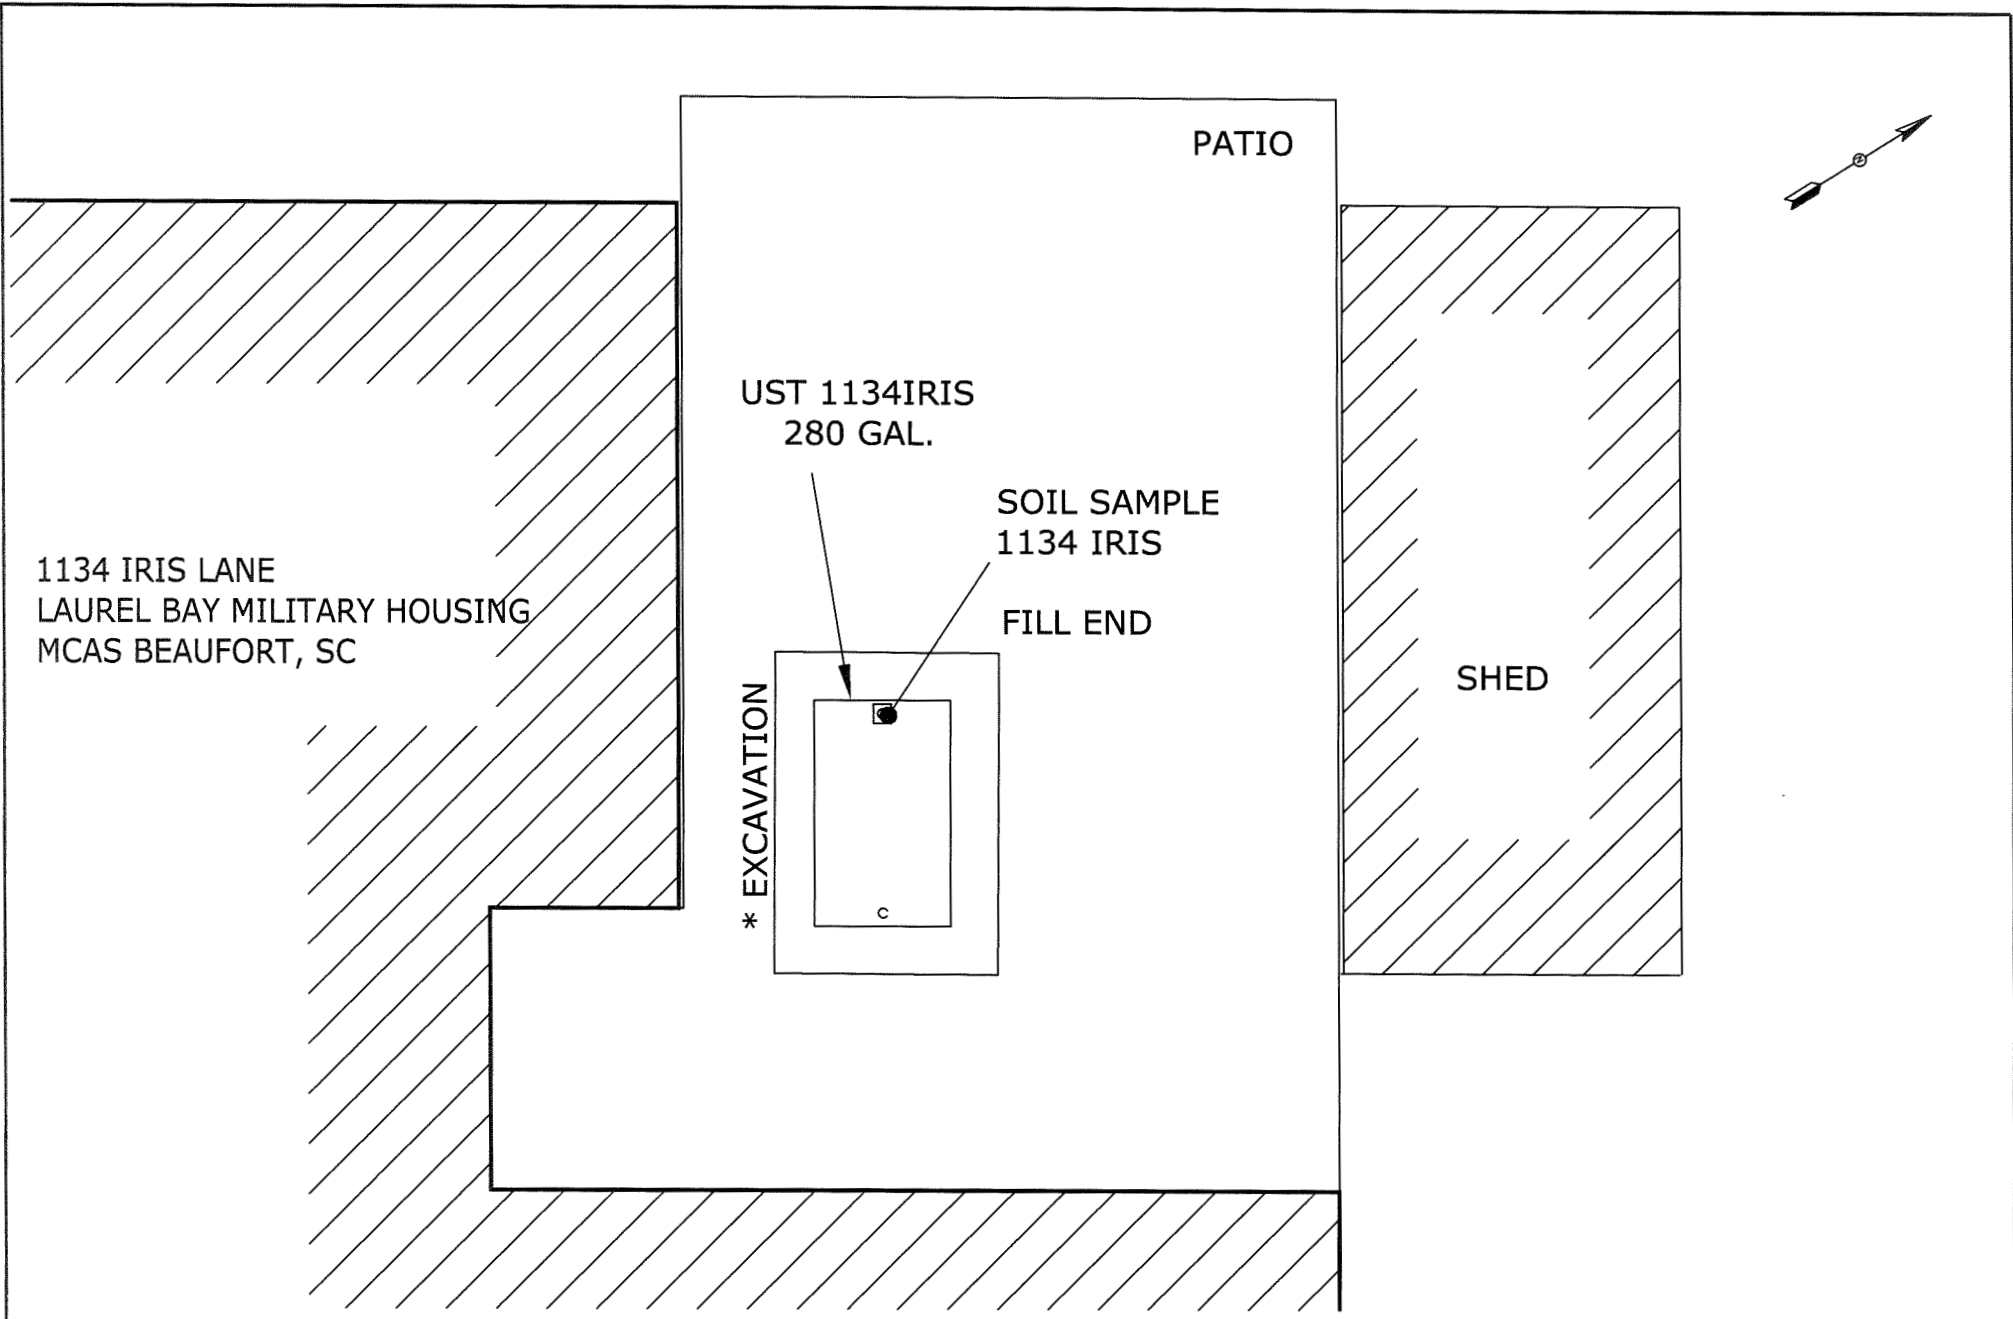 PATIO
UST 1134IRIS
280 GAL.
SOIL SAMPLE
1134 IRIS
FILL END
1134 IRIS LANE
LAUREL BAY MILITARY HOUSING
MCAS BEAUFORT, SC
SHED
* EXCAVATION
C